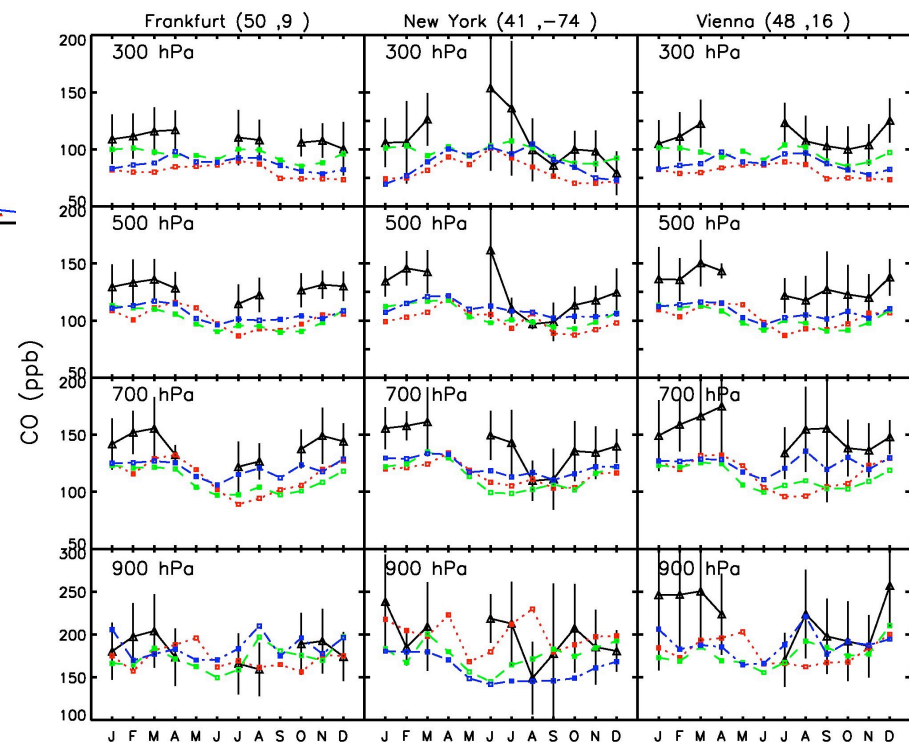 Frankfurt (50 ,9 ) New York (41 ,−74 ) Vienna (48 ,16 )
200 300 hPa 300 hPa 300 hPa
150
100
50
200 500 hPa 500 hPa 500 hPa
150
100
50
CO (ppb)
200 700 hPa 700 hPa 700 hPa
150
100
50
300 900 hPa 900 hPa 900 hPa
250
200
150
100
J F M A M J J A S O N D J F M A M J J A S O N D J F M A M J J A S O N D